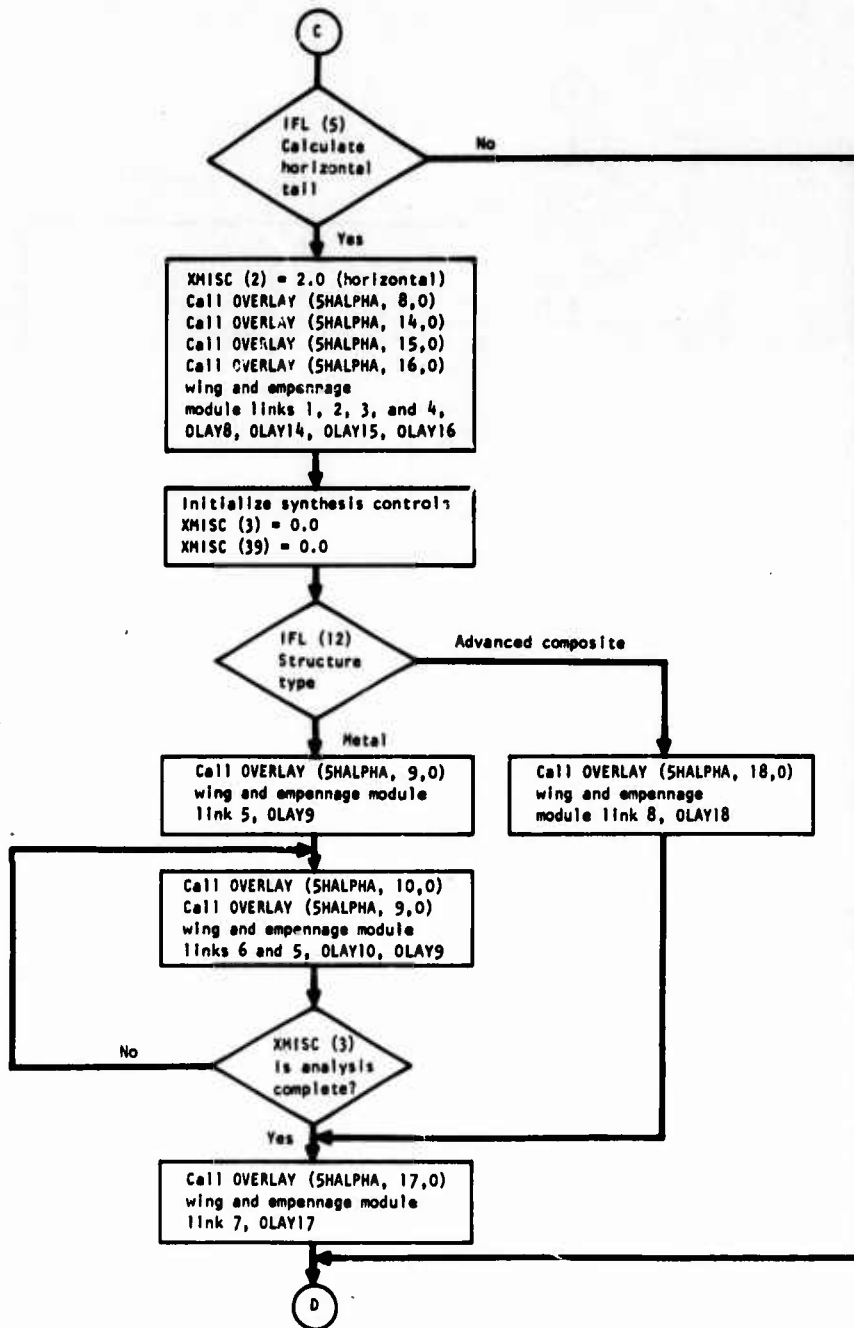 C
IFL (5)
Calculate
horizontal
tail
No
Yes
XMISC (2) = 2.0 (horizontal)
Call OVERLAY (5HALPHA, 8,0)
Call OVERLAY (5HALPHA, 14,0)
Call OVERLAY (5HALPHA, 15,0)
Call OVERLAY (5HALPHA, 16,0)
wing and empennage
module links 1, 2, 3, and 4,
OLAY8, OLAY14, OLAY15, OLAY16
Initialize synthesis controls
XMISC (3) = 0.0
XMISC (39) = 0.0
IFL (12)
Structure
type
Advanced composite
Metal
Call OVERLAY (5HALPHA, 9,0)
wing and empennage module
link 5, OLAY9
Call OVERLAY (5HALPHA, 18,0)
wing and empennage
module link 8, OLAY18
Call OVERLAY (5HALPHA, 10,0)
Call OVERLAY (5HALPHA, 9,0)
wing and empennage module
links 6 and 5, OLAY10, OLAY9
XMISC (3)
Is analysis
complete?
No
Yes
Call OVERLAY (5HALPHA, 17,0)
wing and empennage module
link 7, OLAY17
D